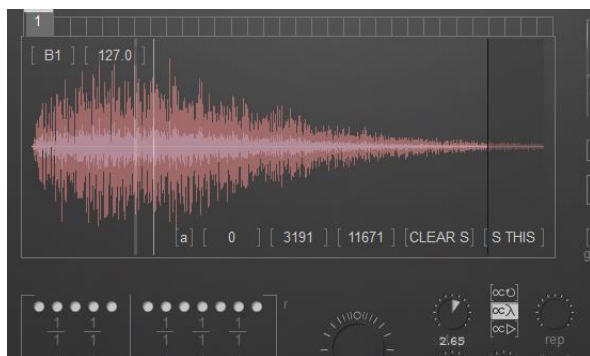 1
[ B1 ] [ 127.0 ]
[a] [ 0 ] [ 3191 ] [ 11671 ] [CLEAR S] [ S THIS ]
r
1 1 1 1 1
1 1 1 1 1
2.65
rep